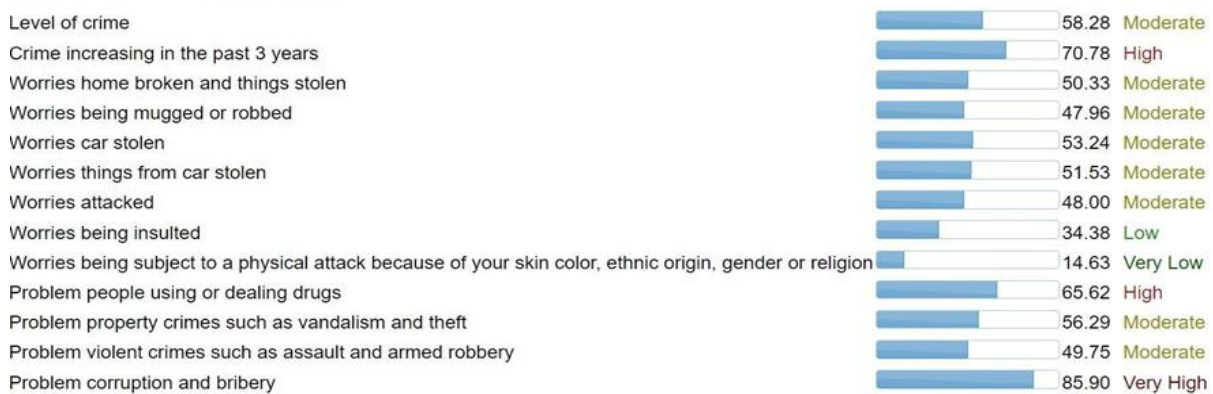 Level of crime 58.28 Moderate
Crime increasing in the past 3 years 70.78 High
Worries home broken and things stolen 50.33 Moderate
Worries being mugged or robbed 47.96 Moderate
Worries car stolen 53.24 Moderate
Worries things from car stolen 51.53 Moderate
Worries attacked 48.00 Moderate
Worries being insulted 34.38 Low
Worries being subject to a physical attack because of your skin color, ethnic origin, gender or religion 14.63 Very Low
Problem people using or dealing drugs 65.62 High
Problem property crimes such as vandalism and theft 56.29 Moderate
Problem violent crimes such as assault and armed robbery 49.75 Moderate
Problem corruption and bribery 85.90 Very High